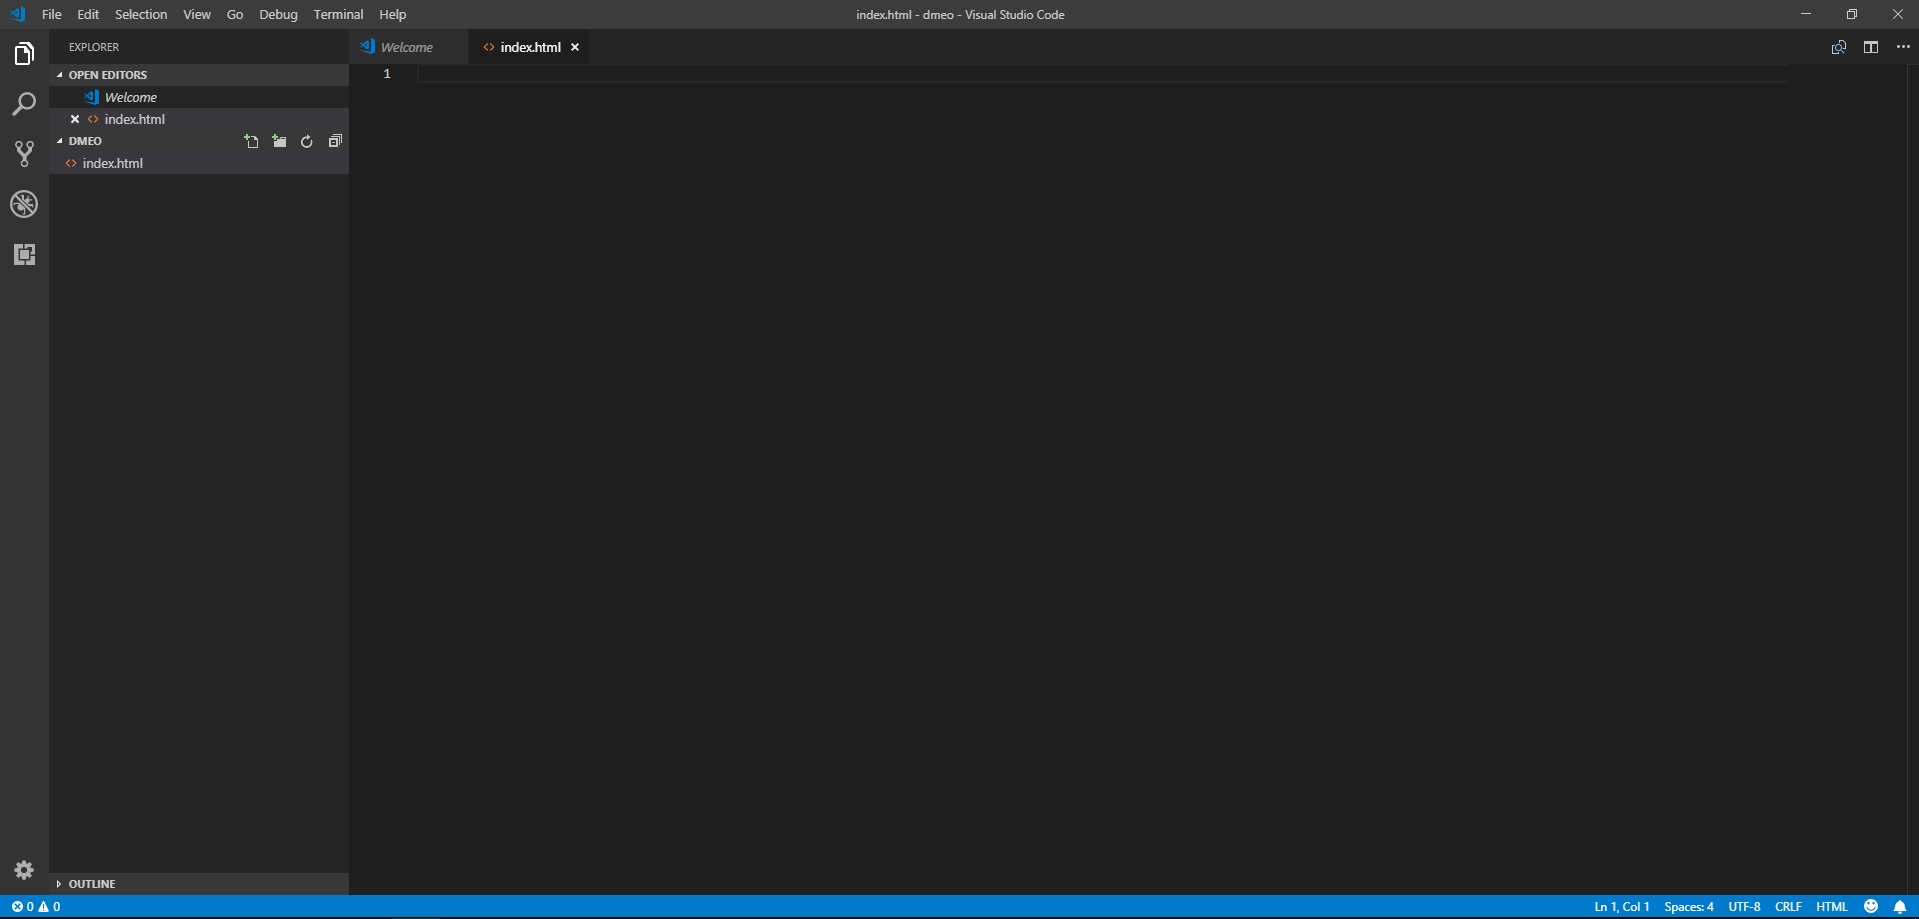 File Edit Selection View Go Debug Terminal Help
index.html - dmeo - Visual Studio Code
EXPLORER
Welcome
index.html
OPEN EDITORS
Welcome
index.html
DMEO
index.html
1
OUTLINE
0 0
Ln 1, Col 1 Spaces: 4 UTF-8 CRLF HTML